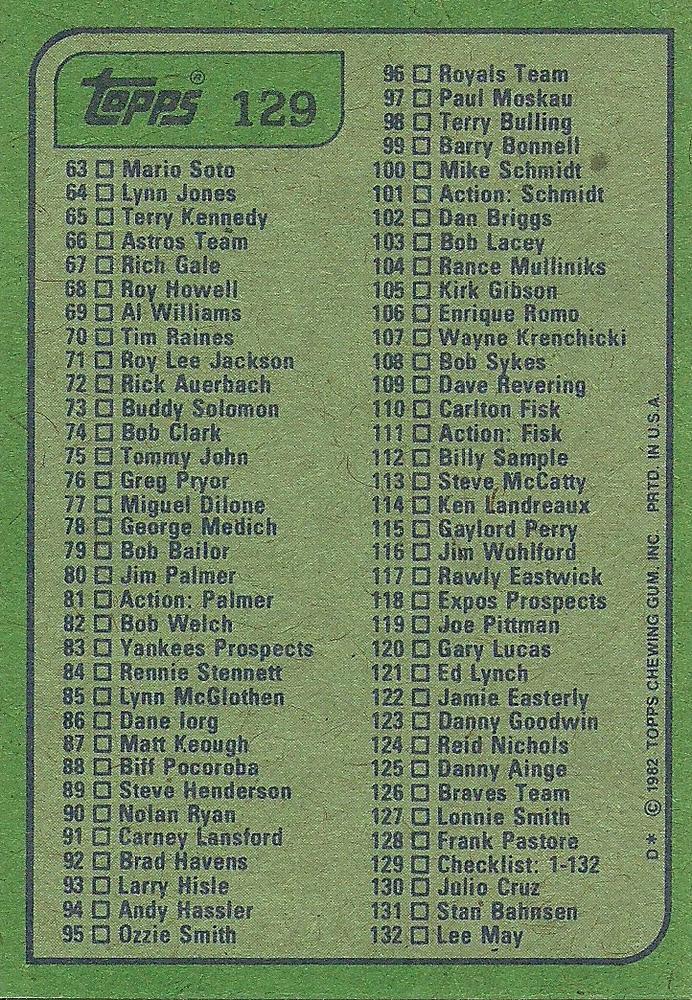 Topps® 129
63 □ Mario Soto
64 □ Lynn Jones
65 □ Terry Kennedy
66 □ Astros Team
67 □ Rich Gale
68 □ Roy Howell
69 □ Al Williams
70 □ Tim Raines
71 □ Roy Lee Jackson
72 □ Rick Auerbach
73 □ Buddy Solomon
74 □ Bob Clark
75 □ Tommy John
76 □ Greg Pryor
77 □ Miguel Dilone
78 □ George Medich
79 □ Bob Bailor
80 □ Jim Palmer
81 □ Action: Palmer
82 □ Bob Welch
83 □ Yankees Prospects
84 □ Rennie Stennett
85 □ Lynn McGlothen
86 □ Dane Iorg
87 □ Matt Keough
88 □ Biff Pocoroba
89 □ Steve Henderson
90 □ Nolan Ryan
91 □ Carney Lansford
92 □ Brad Havens
93 □ Larry Hisle
94 □ Andy Hassler
95 □ Ozzie Smith
96 □ Royals Team
97 □ Paul Moskau
98 □ Terry Bulling
99 □ Barry Bonnell
100 □ Mike Schmidt
101 □ Action: Schmidt
102 □ Dan Briggs
103 □ Bob Lacey
104 □ Rance Mulliniks
105 □ Kirk Gibson
106 □ Enrique Romo
107 □ Wayne Krenchicki
108 □ Bob Sykes
109 □ Dave Revering
110 □ Carlton Fisk
111 □ Action: Fisk
112 □ Billy Sample
113 □ Steve McCatty
114 □ Ken Landreaux
115 □ Gaylord Perry
116 □ Jim Wohlford
117 □ Rawly Eastwick
118 □ Expos Prospects
119 □ Joe Pittman
120 □ Gary Lucas
121 □ Ed Lynch
122 □ Jamie Easterly
123 □ Danny Goodwin
124 □ Reid Nichols
125 □ Danny Ainge
126 □ Braves Team
127 □ Lonnie Smith
128 □ Frank Pastore
129 □ Checklist: 1-132
130 □ Julio Cruz
131 □ Stan Bahnsen
132 □ Lee May
D* © 1982 TOPPS CHEWING GUM, INC. PRTD. IN U.S.A.